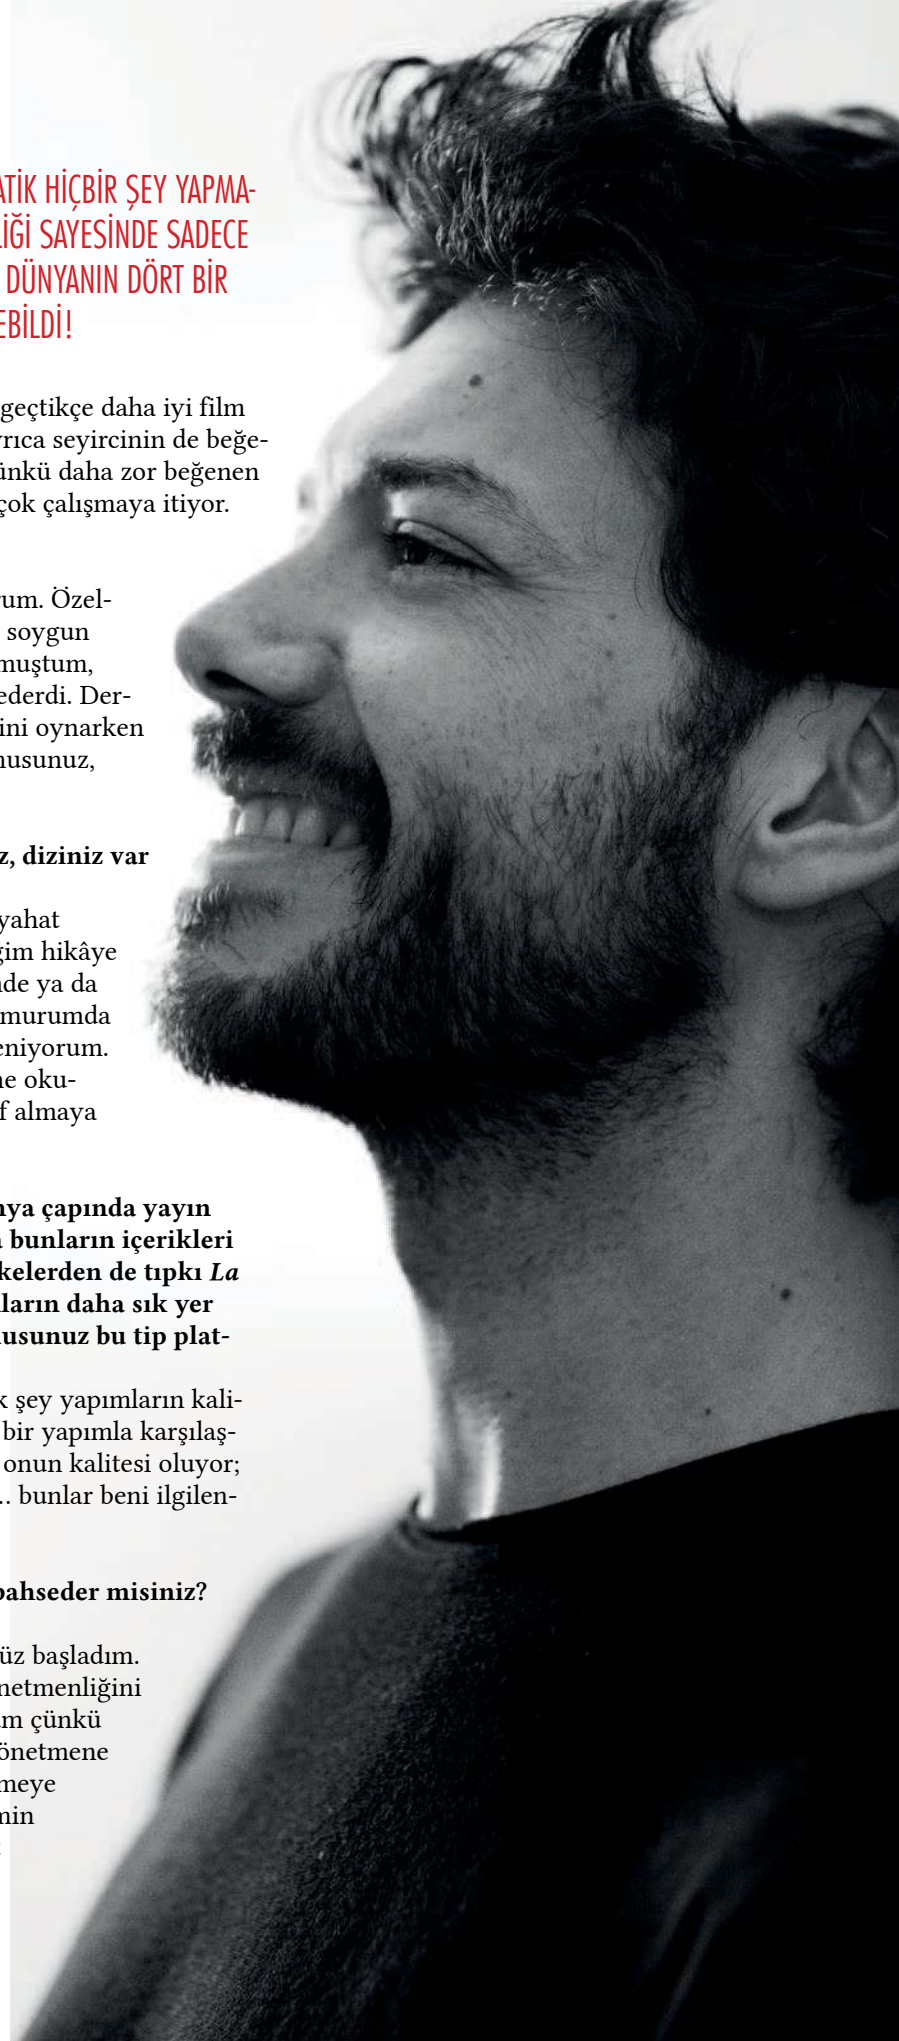 ATİK HİÇBİR ŞEY YAPMA-
LİĞİ SAYESİNDE SADECE
DÜNYANIN DÖRT BİR
EBİLDİ!
geçtikçe daha iyi film
yrıca seyircinin de beğe-
ünkü daha zor beğenen
çok çalışmaya itiyor.
rum. Özel-
soygun
muştum,
ederdi. Der-
ini oynarken
nusunuz,
z, diziniz var
yahat
ğim hikâye
nde ya da
murumda
eniyorum.
ne oku-
f almaya
nya çapında yayın
a bunların içerikleri
kelerden de tıpkı La
ıların daha sık yer
lusunuz bu tip plat-
k şey yapımların kali-
bir yapımla karşılaş-
onun kalitesi oluyor;
.. bunlar beni ilgilen-
bahseder misiniz?
üz başladım.
netmenliğini
m çünkü
önetmene
meye
min